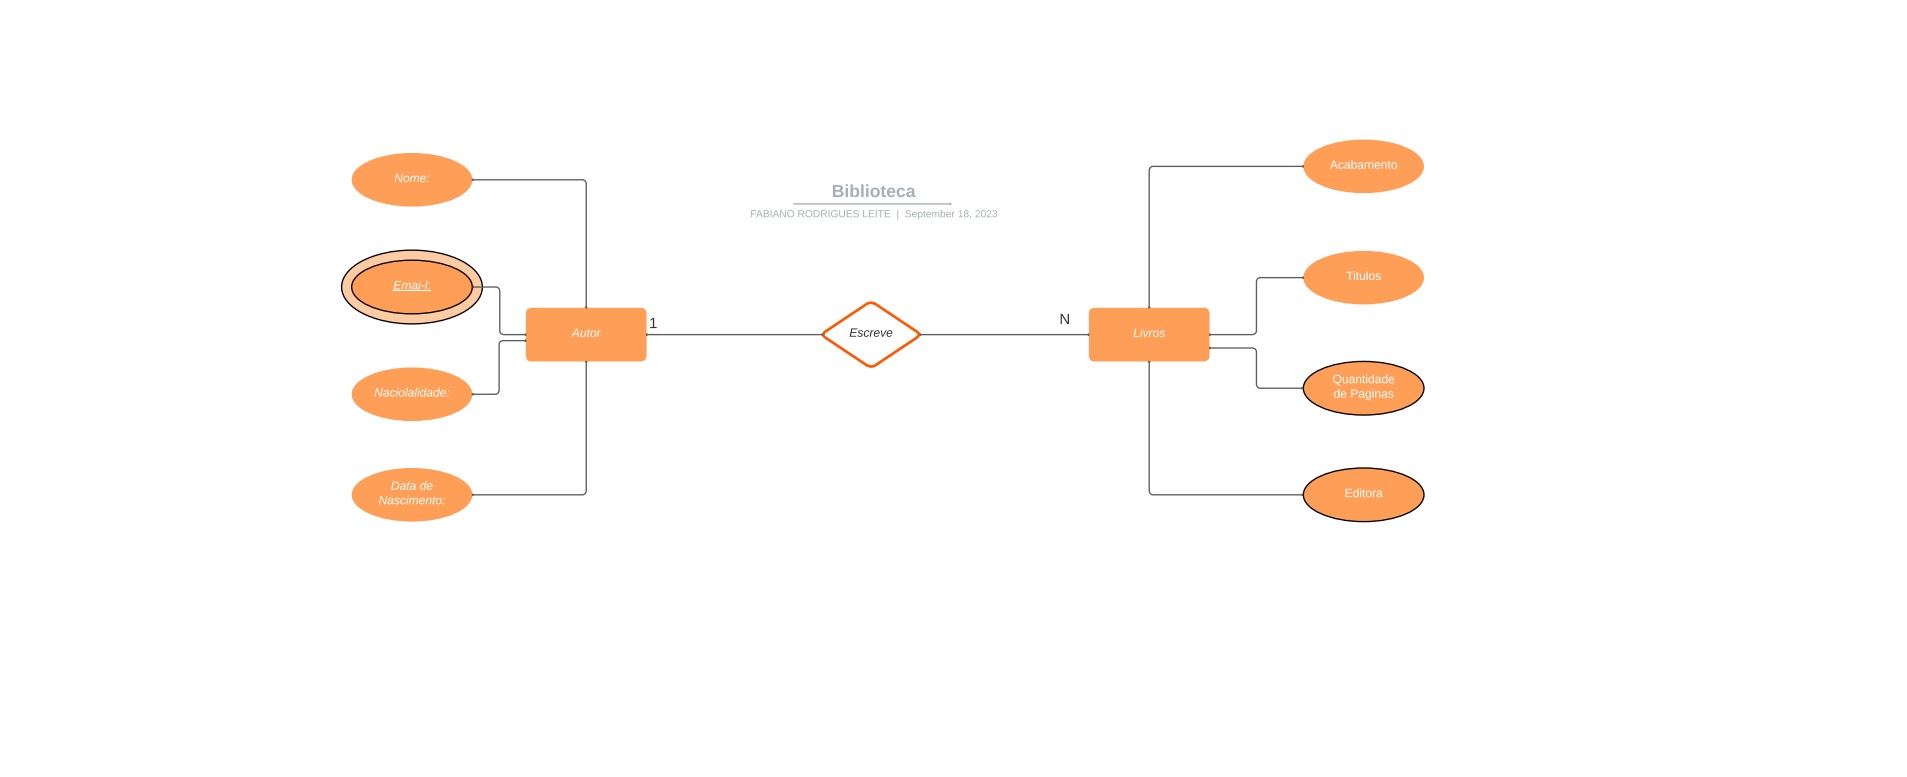 Biblioteca
FABIANO RODRIGUES LEITE | September 18, 2023
Nome:
Emai-l:
Naciolalidade:
Data de
Nascimento:
Autor
1
Escreve
N
Livros
Acabamento
Titulos
Quantidade
de Paginas
Editora